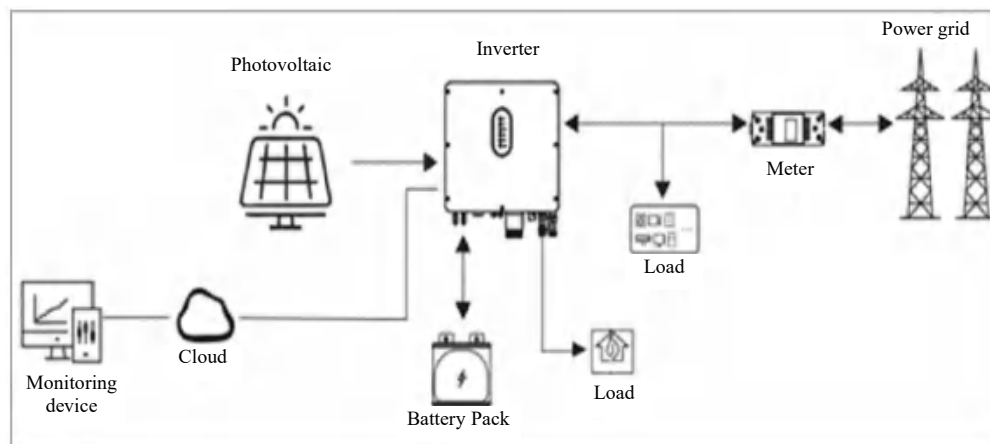 Power grid
Inverter
Photovoltaic
Meter
Load
Cloud
Monitoring
device
Load
Battery Pack